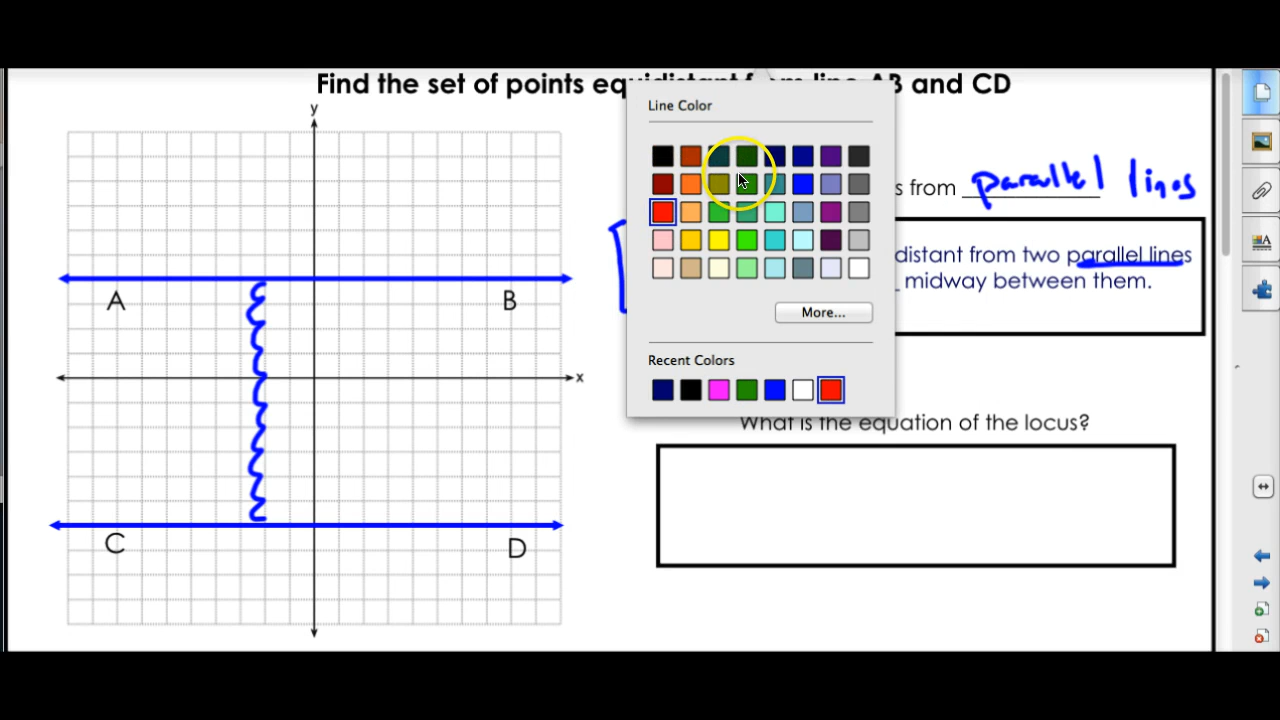 Find the set of points equidistant from line AB and CD
y
Line Color
s from parallel lines
distant from two parallel lines
A
B
midway between them.
More...
Recent Colors
x
What is the equation of the locus?
C
D